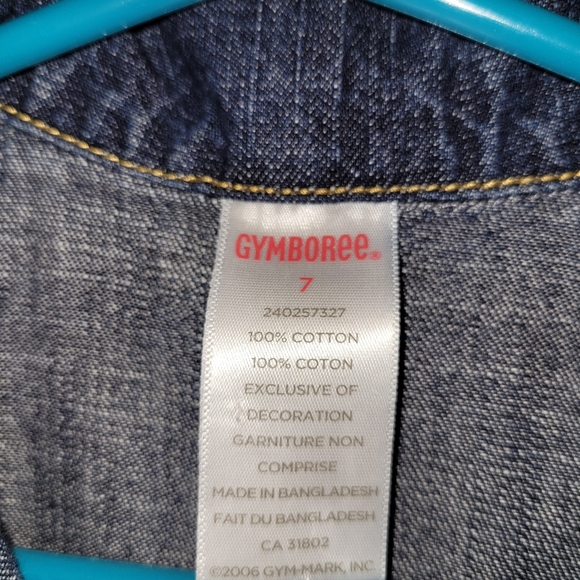 GYMBOREE®
7
240257327
100% COTTON
100% COTON
EXCLUSIVE OF
DECORATION
GARNITURE NON
COMPRISE
MADE IN BANGLADESH
FAIT DU BANGLADESH
CA 31802
©2006 GYM-MARK, INC.